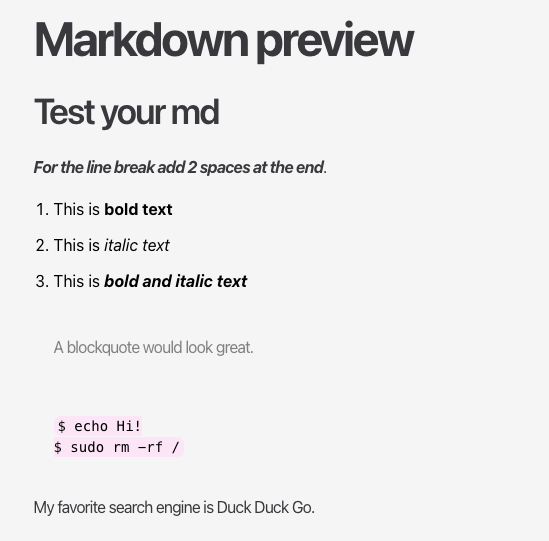 Markdown preview
Test your md
For the line break add 2 spaces at the end.
1. This is bold text
2. This is italic text
3. This is bold and italic text
A blockquote would look great.
$ echo Hi!
$ sudo rm -rf /
My favorite search engine is Duck Duck Go.